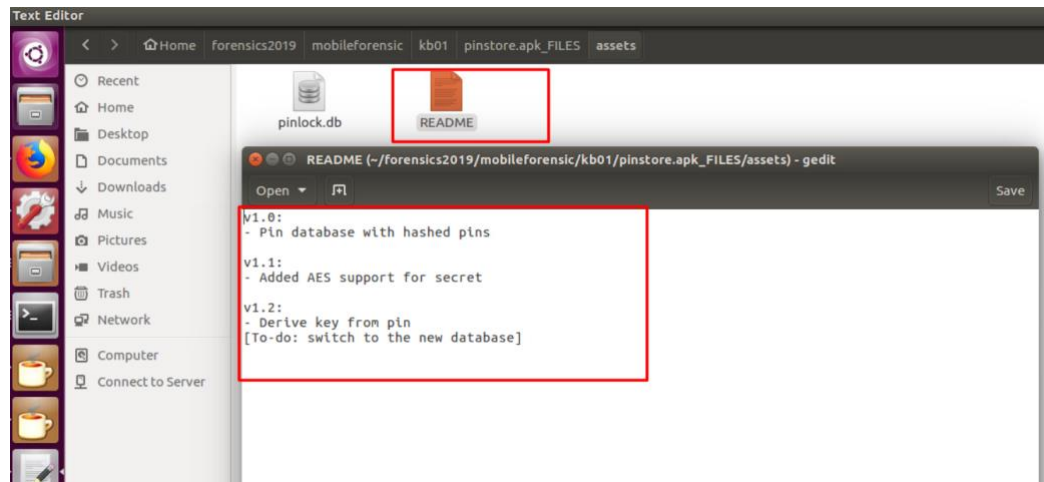 Text Editor
Home forensics2019 mobileforensic kb01 pinstore.apk_FILES assets
Recent
Home
Desktop
Documents
Downloads
Music
Pictures
Videos
Trash
Network
Computer
Connect to Server
pinlock.db README
README (~/forensics2019/mobileforensic/kb01/pinstore.apk_FILES/assets) - gedit
Open Save
v1.0:
- Pin database with hashed pins
v1.1:
- Added AES support for secret
v1.2:
- Derive key from pin
[To-do: switch to the new database]